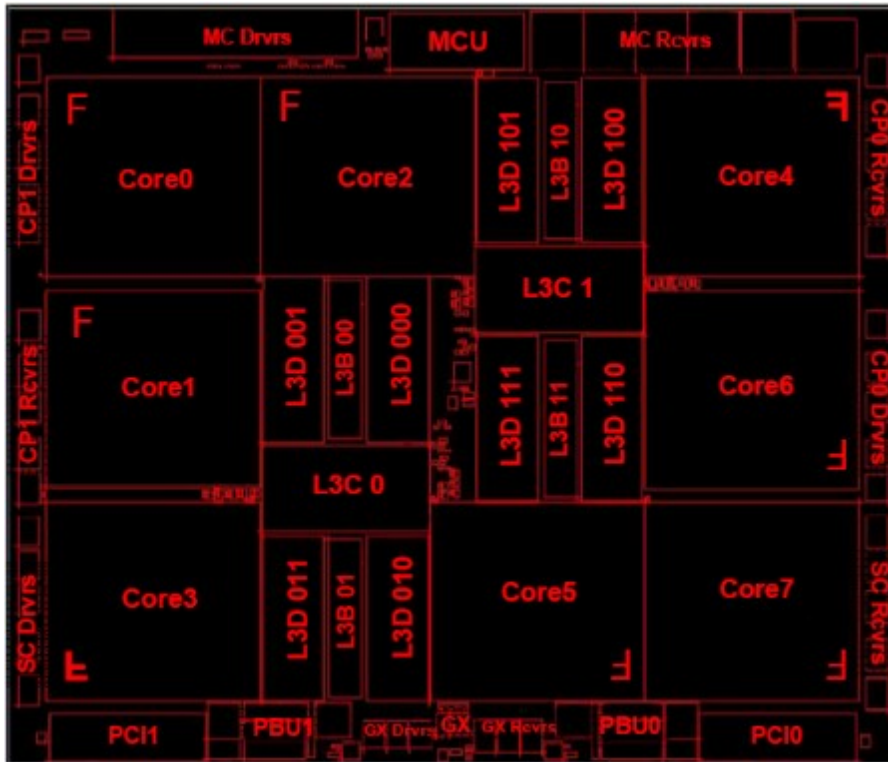 MC Drvrs
MCU
MC Rcvrs
F
F
F
CP1 Drvrs
Core0
Core2
L3D 101
L3B 10
L3D 100
Core4
CP0 Rcvrs
L3C 1
F
CP1 Rcvrs
Core1
L3D 001
L3B 00
L3D 000
L3D 111
L3B 11
L3D 110
Core6
CP0 Drvrs
F
L3C 0
SC Drvrs
Core3
L3D 011
L3B 01
L3D 010
Core5
Core7
SC Rcvrs
F
F
F
PCI1
PBU1
GX Drvrs
GX
GX Rcvrs
PBU0
PCI0